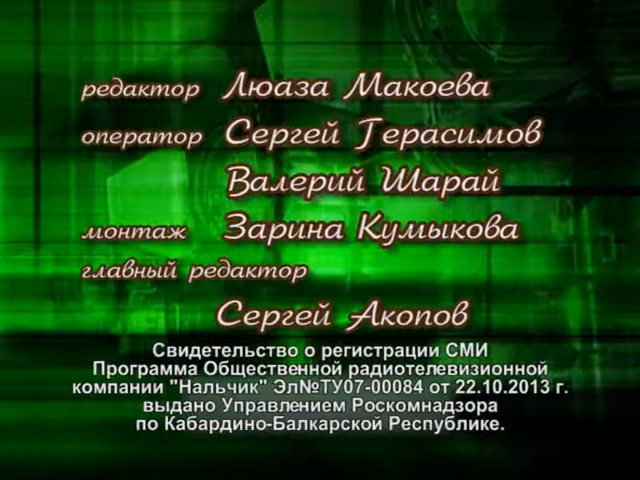 редактор Люаза Макоева
оператор Сергей Герасимов
Валерий Шарай
монтаж Зарина Кумыкова
главный редактор
Сергей Акопов
Свидетельство о регистрации СМИ
Программа Общественной радиотелевизионной
компании "Нальчик" Эл№ТУ07-00084 от 22.10.2013 г.
выдано Управлением Роскомнадзора
по Кабардино-Балкарской Республике.